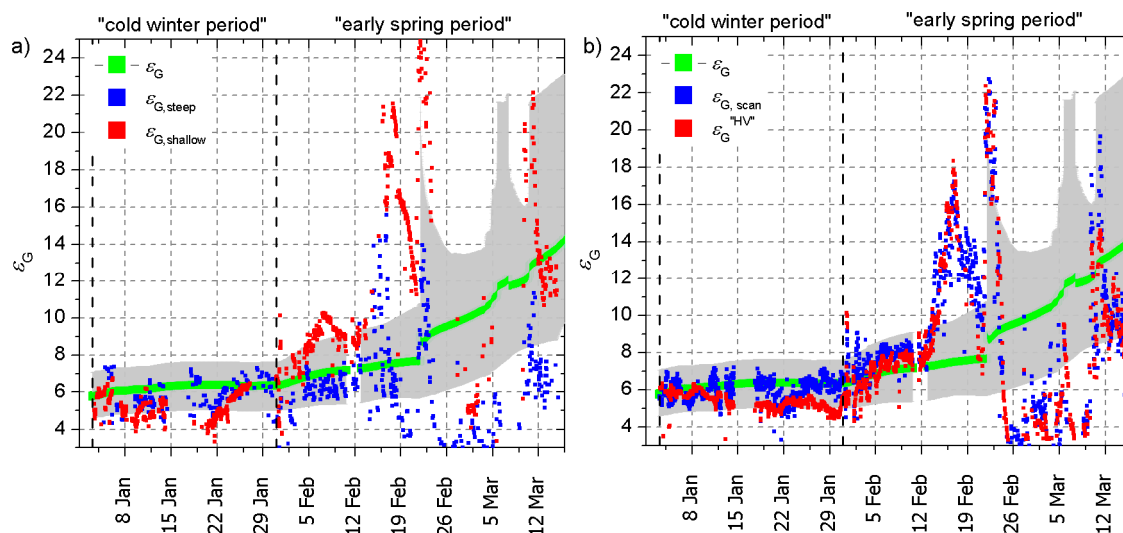 "cold winter period" "early spring period"
a)
24
22
20
18
16
14
12
10
8
6
4
εG
εG
εG,steep
εG,shallow
8 Jan
15 Jan
22 Jan
29 Jan
5 Feb
12 Feb
19 Feb
26 Feb
5 Mar
12 Mar
"cold winter period" "early spring period"
b)
24
22
20
18
16
14
12
10
8
6
4
εG
εG
εG, scan
εG"HV"
8 Jan
15 Jan
22 Jan
29 Jan
5 Feb
12 Feb
19 Feb
26 Feb
5 Mar
12 Mar